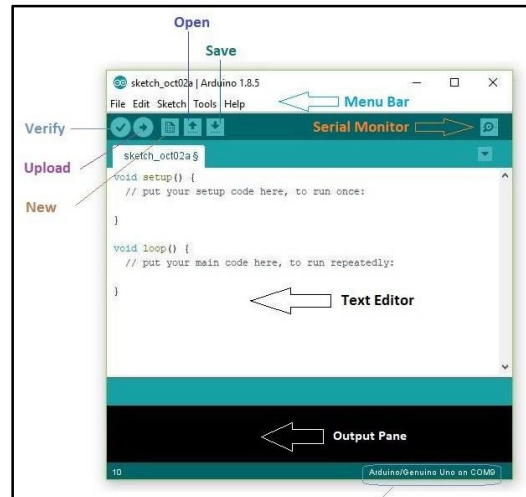 Open
Save
sketch_oct02a | Arduino 1.8.5
File Edit Sketch Tools Help
Menu Bar
Verify
Serial Monitor
sketch_oct02a §
Upload
New
void setup() {
// put your setup code here, to run once:
}
void loop() {
// put your main code here, to run repeatedly:
}
Text Editor
Output Pane
10
Arduino/Genuino Uno on COM9